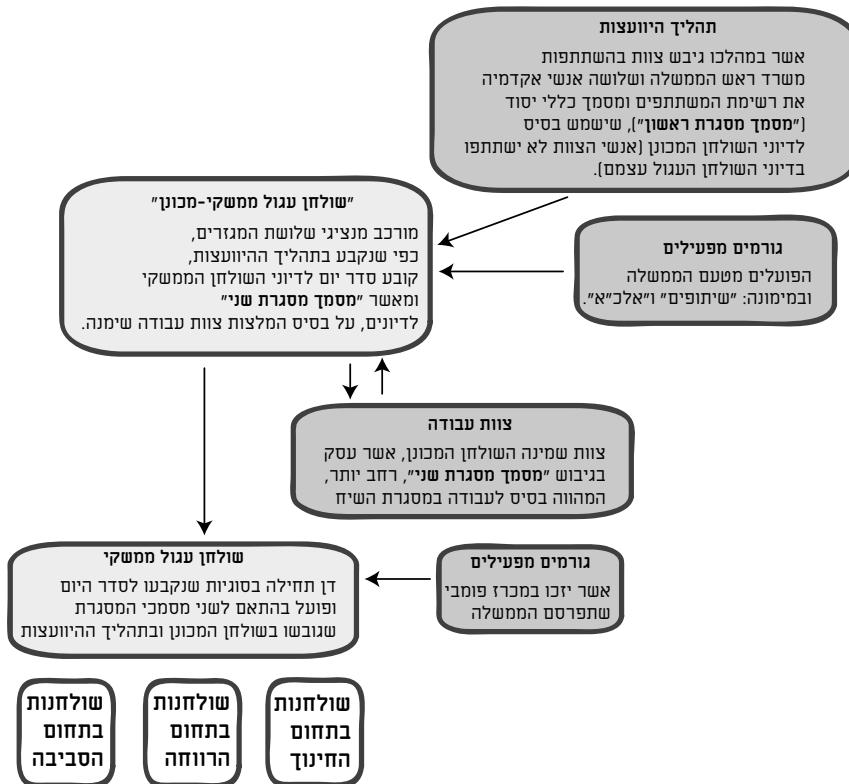 תהליך היוועצות
אשר במהלכו גיבש צוות בהשתתפות
משרד ראש הממשלה ושלושה אנשי אקדמיה
את רשימת המשתתפים ומסמך כללי יסוד
("מסמך מסגרת ראשון"), שישמש בסיס
לדיוני השולחן המכונן (אנשי הצוות לא ישתתפו
בדיוני השולחן העגול עצמם).
"שולחן עגול ממשקי-מכונן"
מורכב מנציגי שלושת המגזרים,
כפי שנקבע בתהליך ההיוועצות,
קובע סדר יום לדיוני השולחן הממשקי
ומאשר "מסמך מסגרת שני"
לדיונים, על בסיס המלצות צוות עבודה שימנה.
גורמים מפעילים
הפועלים מטעם הממשלה
ובמימונה: "שיתופים" ו"אלכ"א".
צוות עבודה
צוות שמינה השולחן המכונן, אשר עסק
בגיבוש "מסמך מסגרת שני", רחב יותר,
המהווה בסיס לעבודה במסגרת השיח
שולחן עגול ממשקי
דן תחילה בסוגיות שנקבעו לסדר היום
ופועל בהתאם לשני מסמכי המסגרת
שגובשו בשולחן המכונן ובתהליך ההיוועצות
גורמים מפעילים
אשר יזכו במכרז פומבי
שתפרסם הממשלה
שולחנות
בתחום
החינוך
שולחנות
בתחום
הרווחה
שולחנות
בתחום
הסביבה